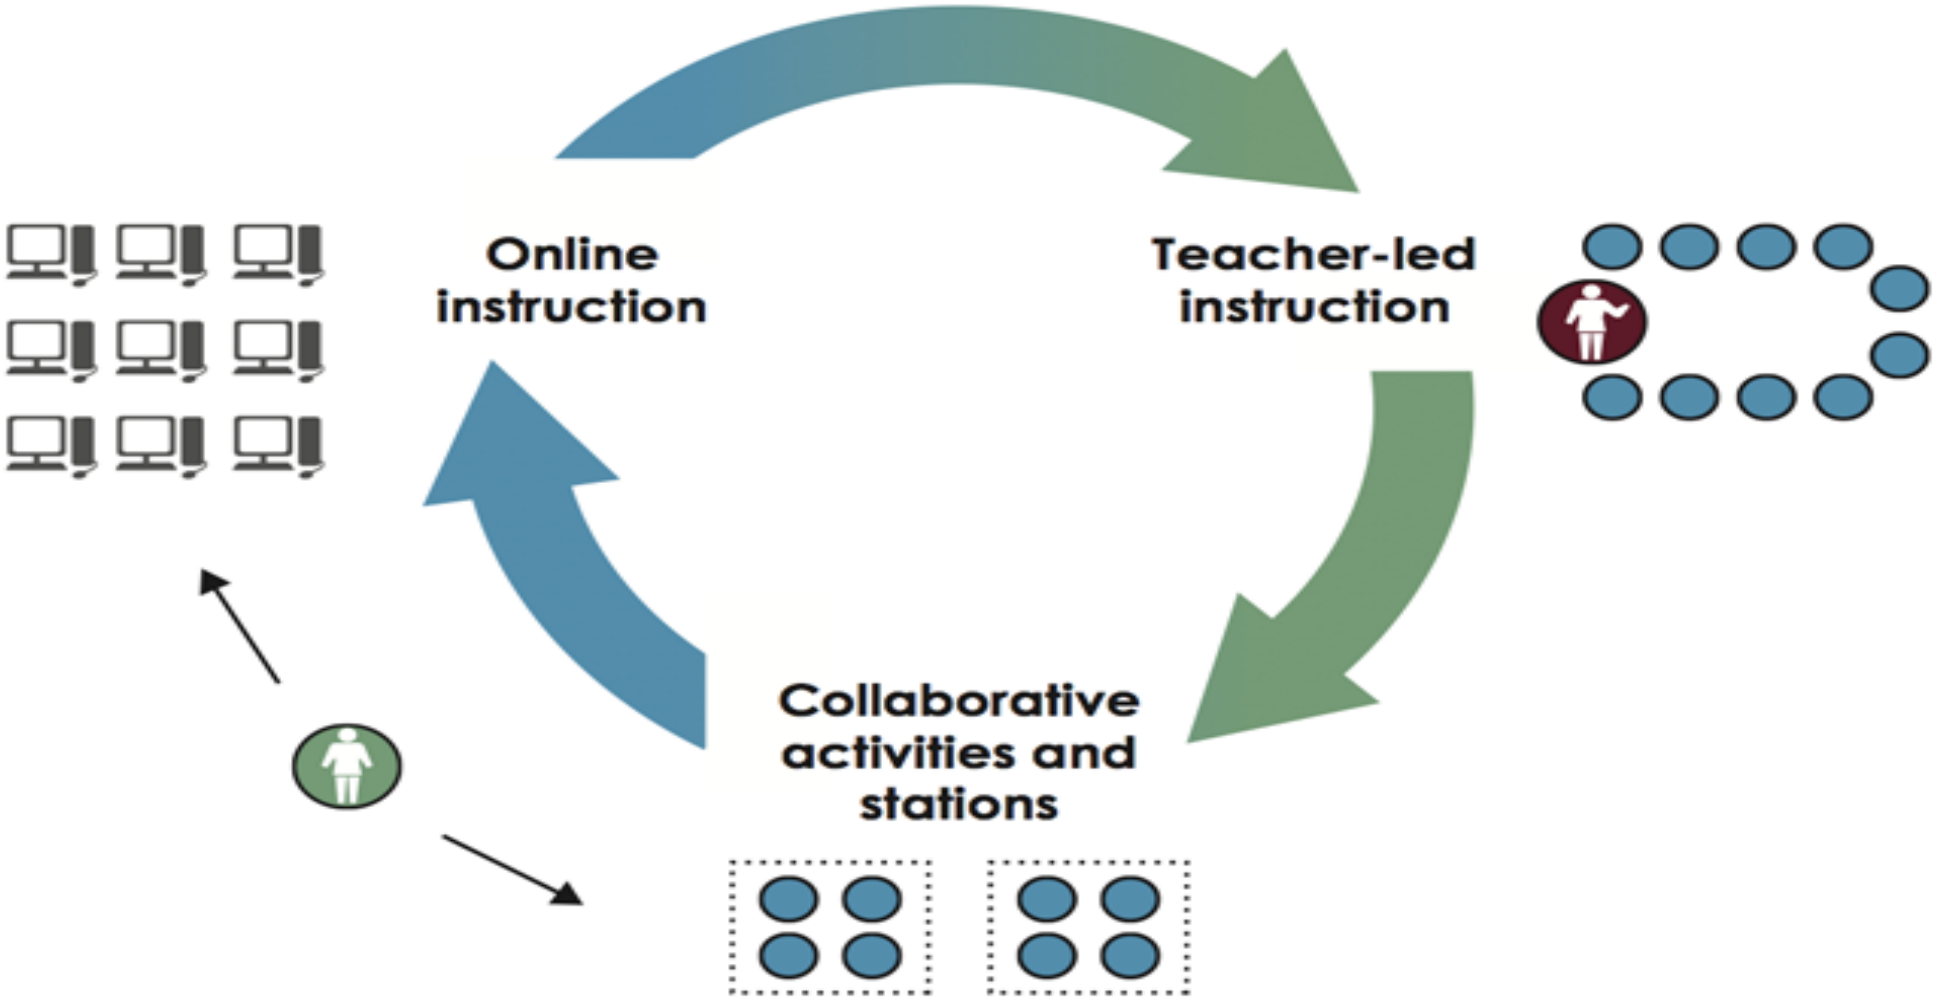 Online
instruction
Teacher-led
instruction
Collaborative
activities and
stations